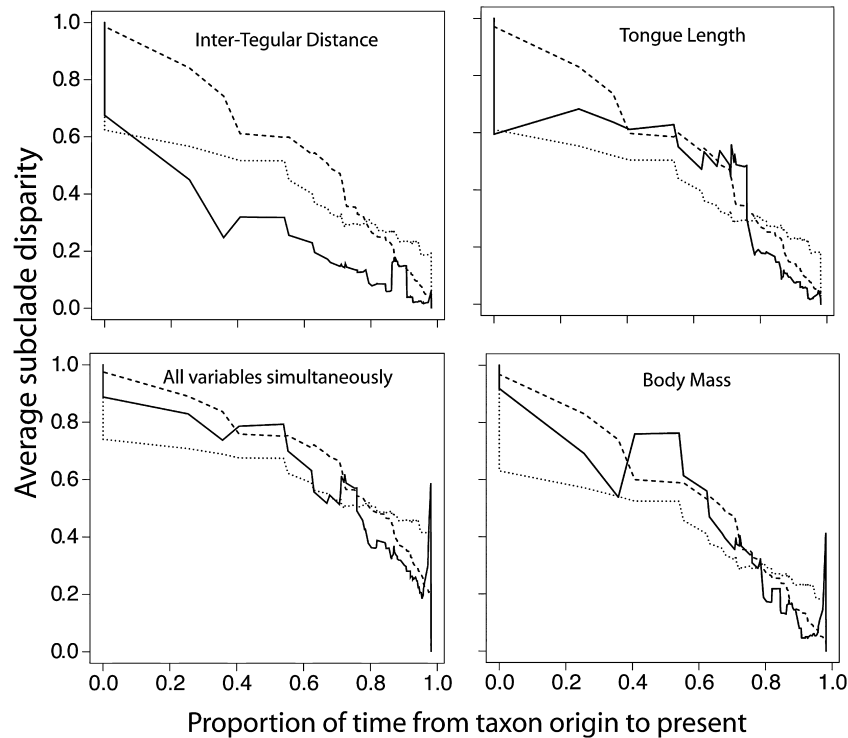 Inter-Tegular Distance
Tongue Length
1.0
0.8
0.6
0.4
0.2
0.0
All variables simultaneously
Body Mass
1.0
0.8
0.6
0.4
0.2
0.0
0.0 0.2 0.4 0.6 0.8 1.0
0.0 0.2 0.6 0.8 1.0
Average subclade disparity
Proportion of time from taxon origin to present